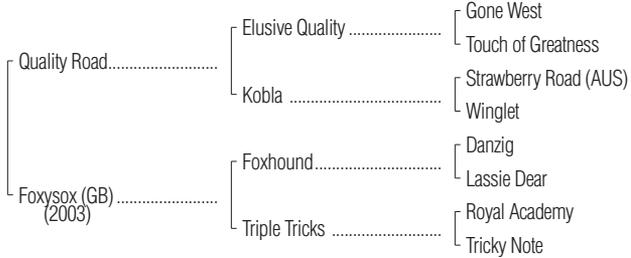 Gone West
Elusive Quality ........................
Touch of Greatness
Quality Road............................
Strawberry Road (AUS)
Kobla .......................................
Winglet
Danzig
Foxhound.................................
Lassie Dear
Foxysox (GB) ..........................
(2003)
Royal Academy
Triple Tricks ............................
Tricky Note